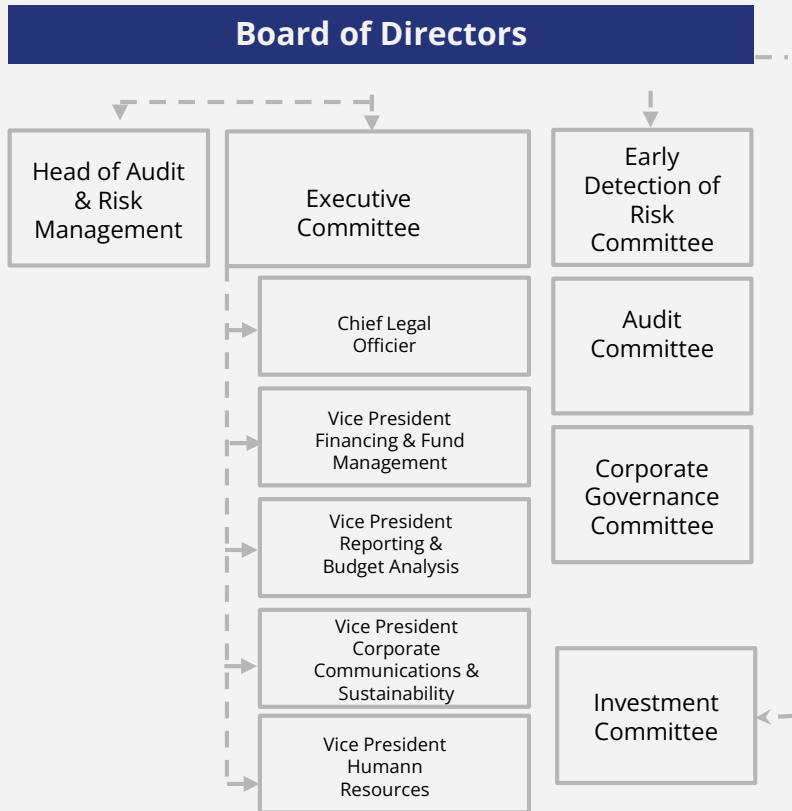 Board of Directors
Head of Audit
& Risk
Management
Executive
Committee
Early
Detection of
Risk
Committee
Chief Legal
Officier
Audit
Committee
Vice President
Financing & Fund
Management
Corporate
Governance
Committee
Vice President
Reporting &
Budget Analysis
Vice President
Corporate
Communications &
Sustainability
Investment
Committee
Vice President
Humann
Resources